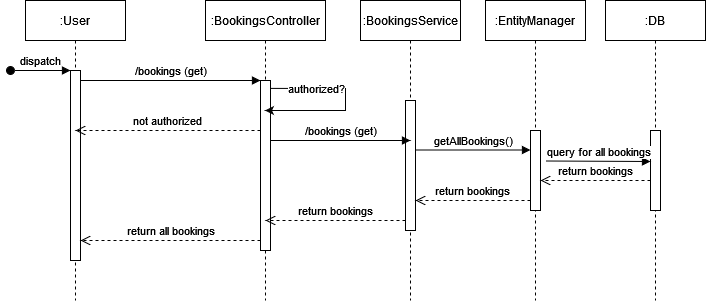 :User
:BookingsController
:BookingsService
:EntityManager
:DB
dispatch
/bookings (get)
authorized?
not authorized
/bookings (get)
getAllBookings()
query for all bookings
return bookings
return bookings
return bookings
return all bookings